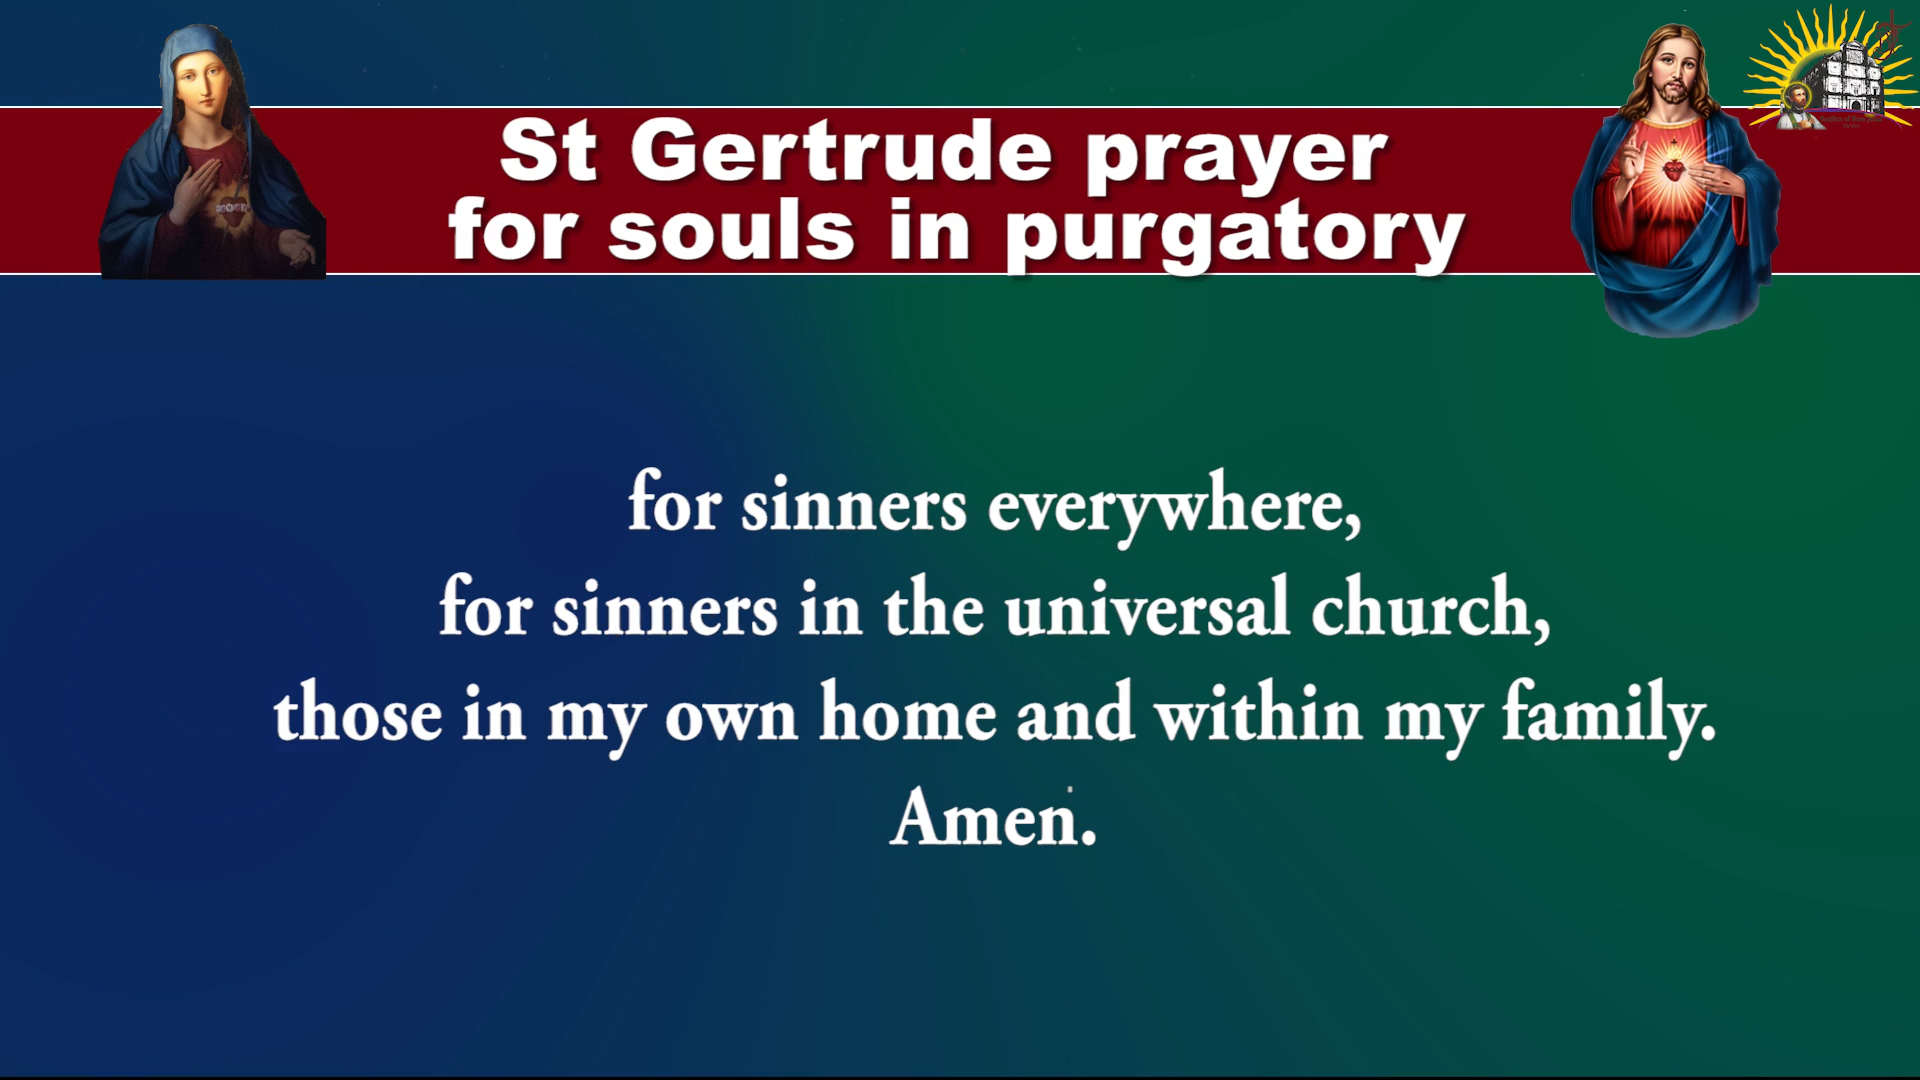 St Gertrude prayer
for souls in purgatory
for sinners everywhere,
for sinners in the universal church,
those in my own home and within my family.
Amen.